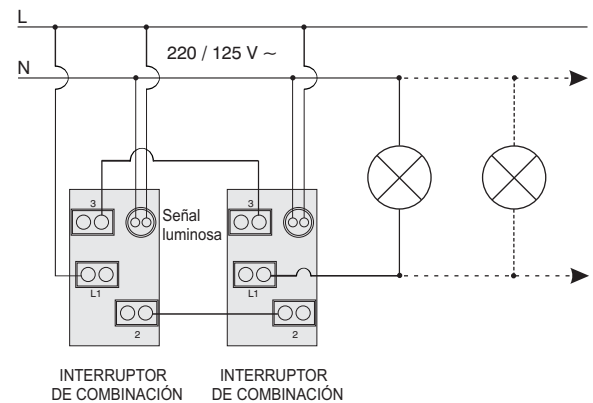 L
220 / 125 V ~
N
3
3
Señal
luminosa
L1
L1
2
2
INTERRUPTOR
DE COMBINACIÓN
INTERRUPTOR
DE COMBINACIÓN